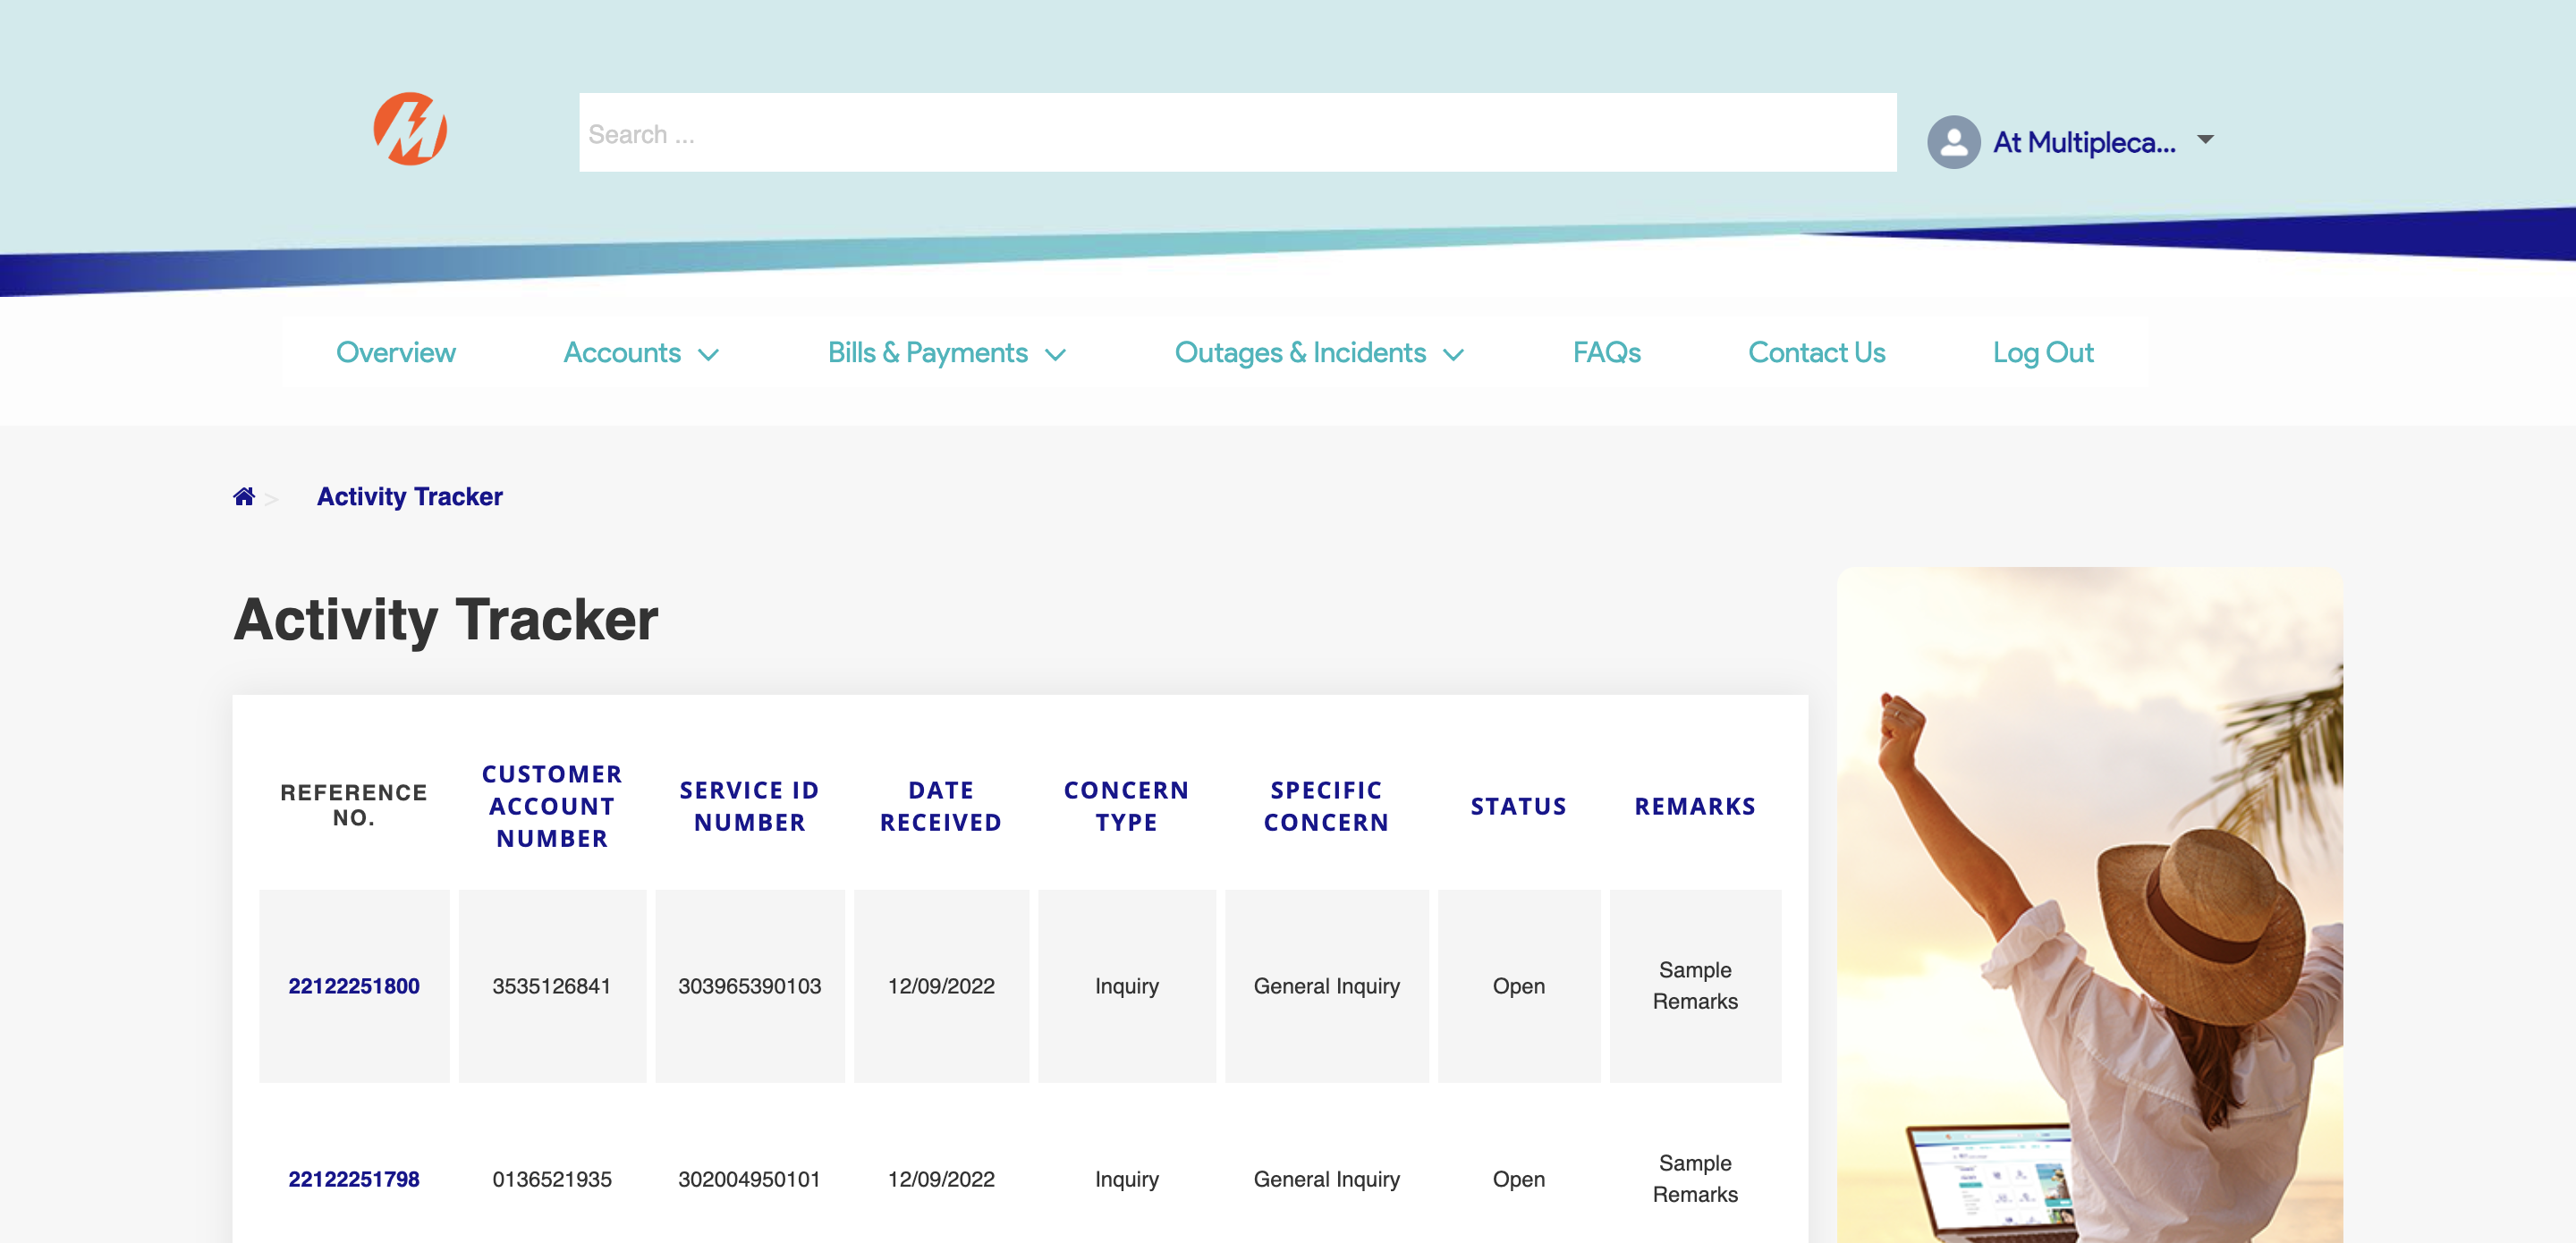 Search ...
At Multipleca...
Overview
Accounts
Bills & Payments
Outages & Incidents
FAQs
Contact Us
Log Out
> Activity Tracker
Activity Tracker
REFERENCE
NO.
CUSTOMER
ACCOUNT
NUMBER
SERVICE ID
NUMBER
DATE
RECEIVED
CONCERN
TYPE
SPECIFIC
CONCERN
STATUS
REMARKS
22122251800
3535126841
303965390103
12/09/2022
Inquiry
General Inquiry
Open
Sample
Remarks
22122251798
0136521935
302004950101
12/09/2022
Inquiry
General Inquiry
Open
Sample
Remarks